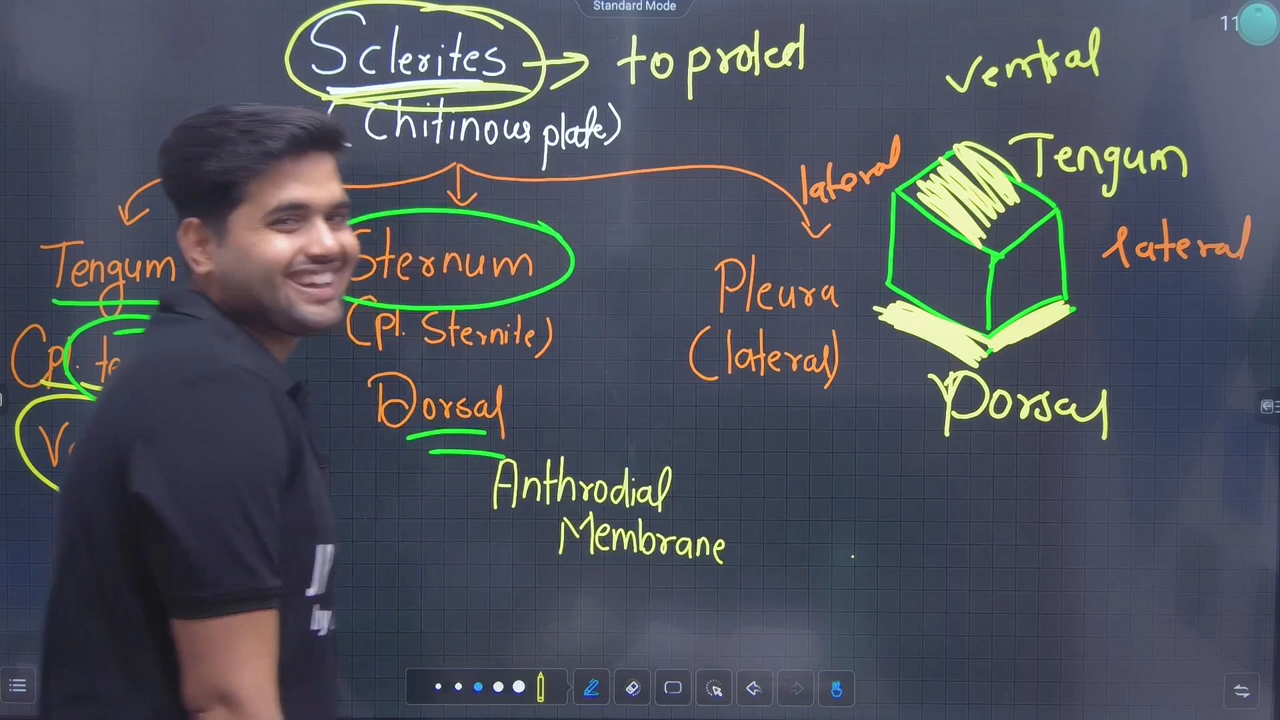 Standard Mode
11
Sclerites → to protect
(Chitinous plate)
ventral
lateral
Tengum
lateral
Tengum
Sternum
(Pl. Sternite)
Dorsal
Pleura
(lateral)
Dorsal
Anthrodial
Membrane